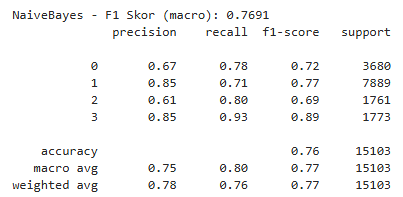 NaiveBayes - F1 Skor (macro): 0.7691
precision recall f1-score support
0 0.67 0.78 0.72 3680
1 0.85 0.71 0.77 7889
2 0.61 0.80 0.69 1761
3 0.85 0.93 0.89 1773
accuracy 0.76 15103
macro avg 0.75 0.80 0.77 15103
weighted avg 0.78 0.76 0.77 15103